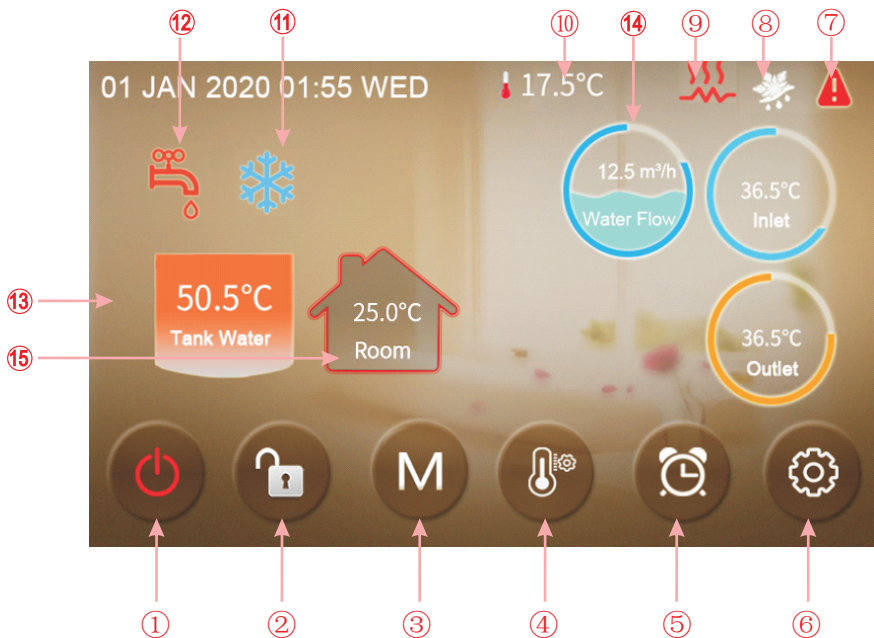 ⑫ ⑪ ⑩ ⑭ ⑨ ⑧ ⑦
01 JAN 2020 01:55 WED
17.5°C
12.5 m³/h
Water Flow
36.5°C
Inlet
⑬
50.5°C
Tank Water
25.0°C
Room
⑮
36.5°C
Outlet
M
① ② ③ ④ ⑤ ⑥